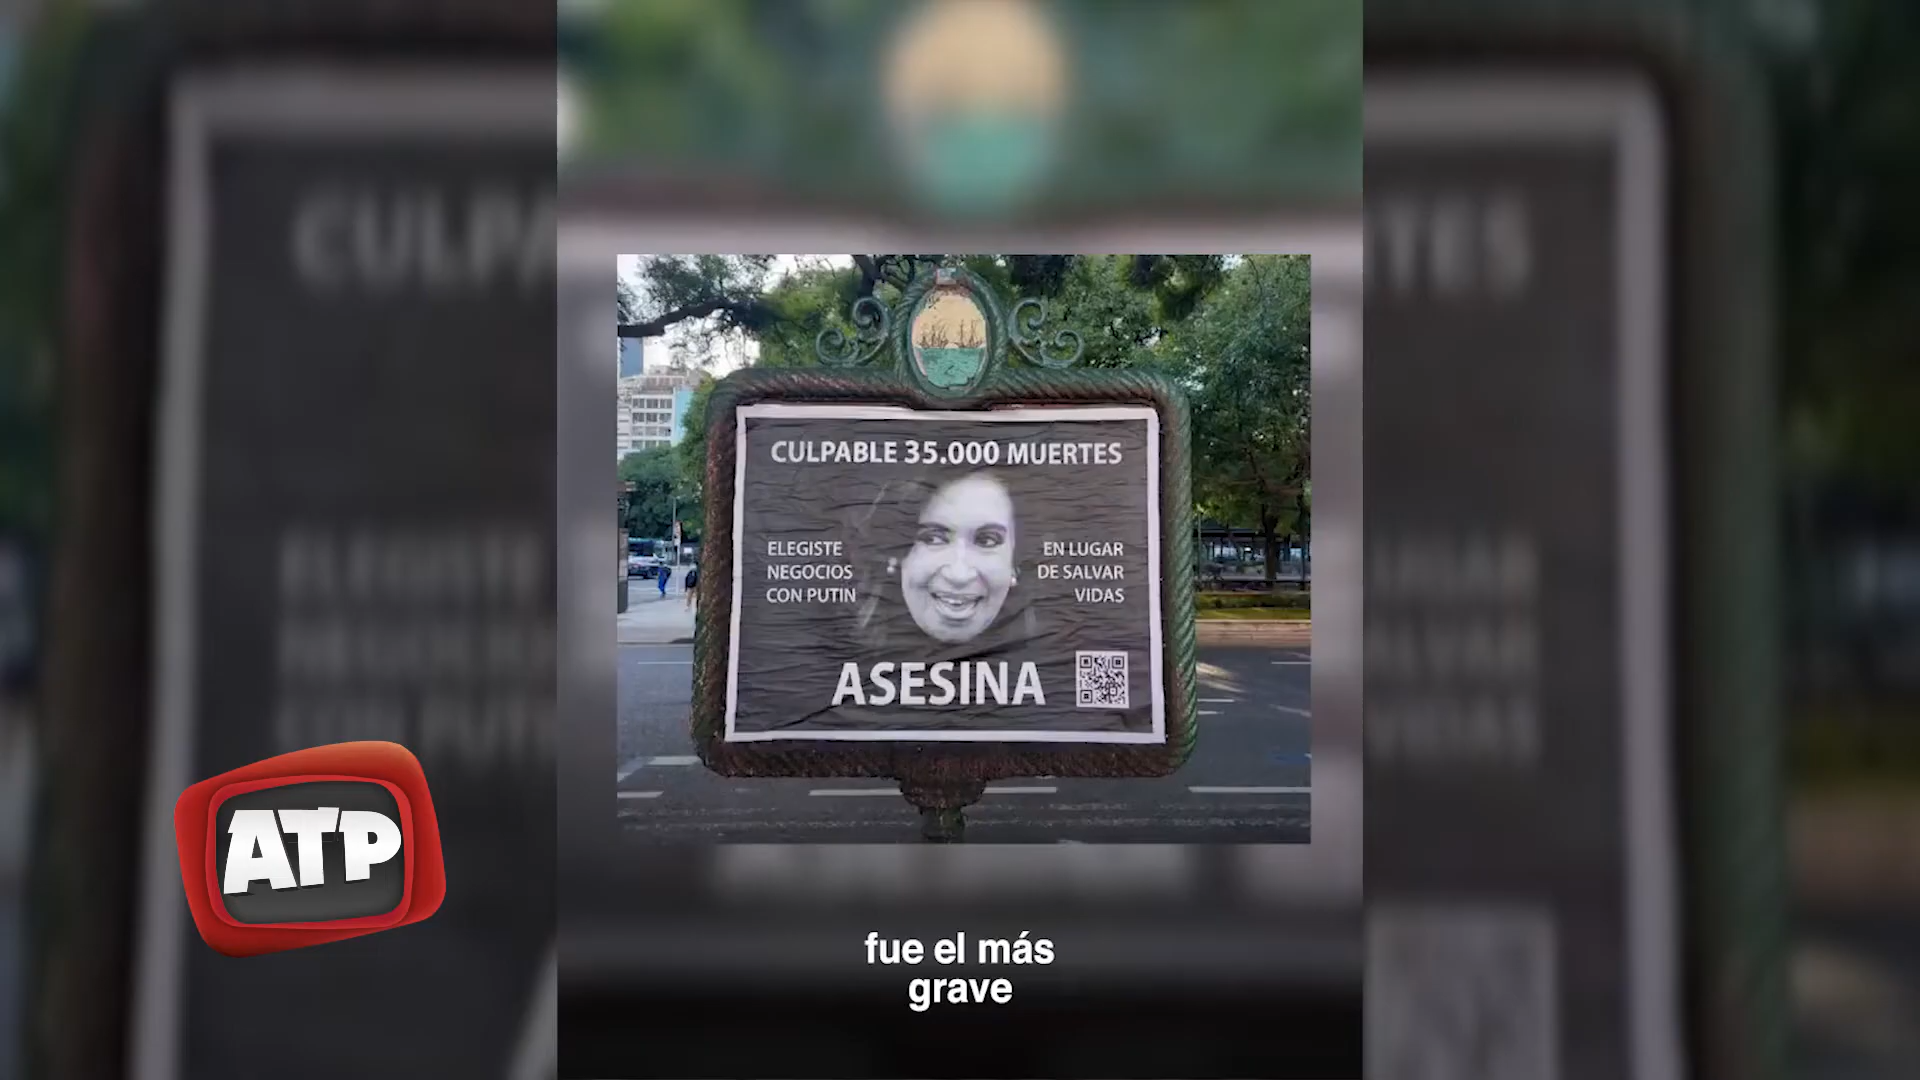 CULPABLE 35.000 MUERTES
ELEGISTE
NEGOCIOS
CON PUTIN
EN LUGAR
DE SALVAR
VIDAS
ASESINA
ATP
fue el más
grave